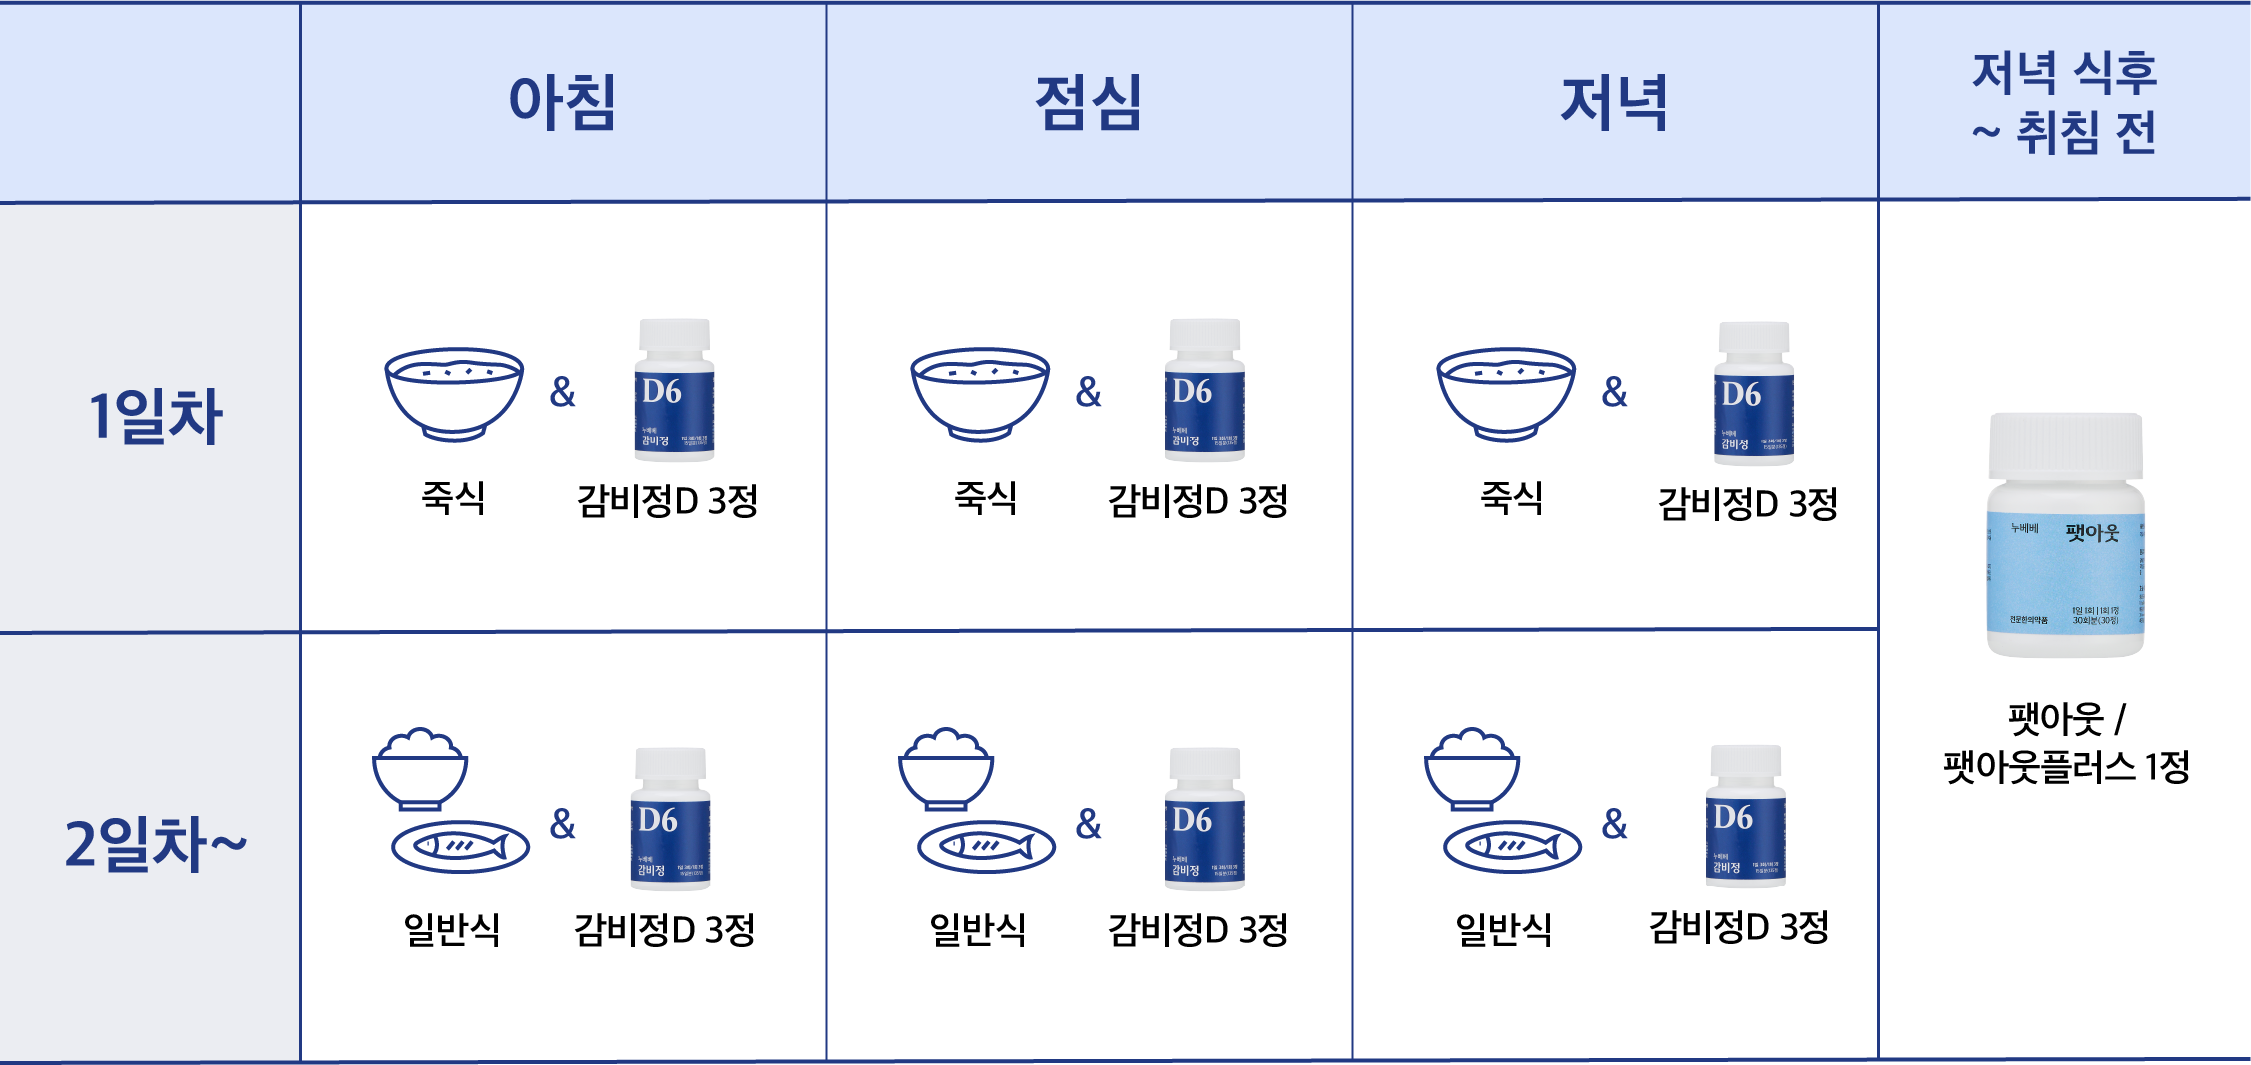 아침
점심
저녁
저녁 식후
~ 취침 전
1일차
&
D6
누베베
감비정
죽식
감비정D 3정
&
D6
누베베
감비정
죽식
감비정D 3정
&
D6
누베베
감비정
죽식
감비정D 3정
누베베 팻아웃
전문한의약품
1일 1회 | 1회 1정
30회분(30정)
팻아웃 /
팻아웃플러스 1정
2일차~
&
D6
누베베
감비정
일반식
감비정D 3정
&
D6
누베베
감비정
일반식
감비정D 3정
&
D6
누베베
감비정
일반식
감비정D 3정